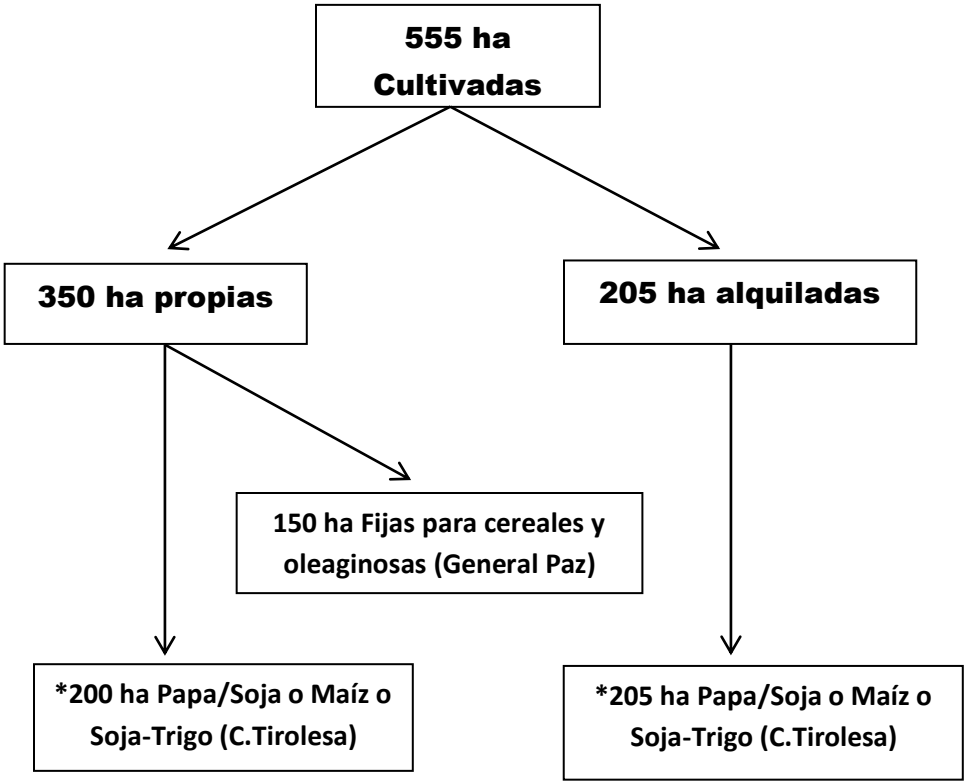 555 ha
Cultivadas
350 ha propias
205 ha alquiladas
150 ha Fijas para cereales y
oleaginosas (General Paz)
*200 ha Papa/Soja o Maíz o
Soja-Trigo (C.Tirolesa)
*205 ha Papa/Soja o Maíz o
Soja-Trigo (C.Tirolesa)